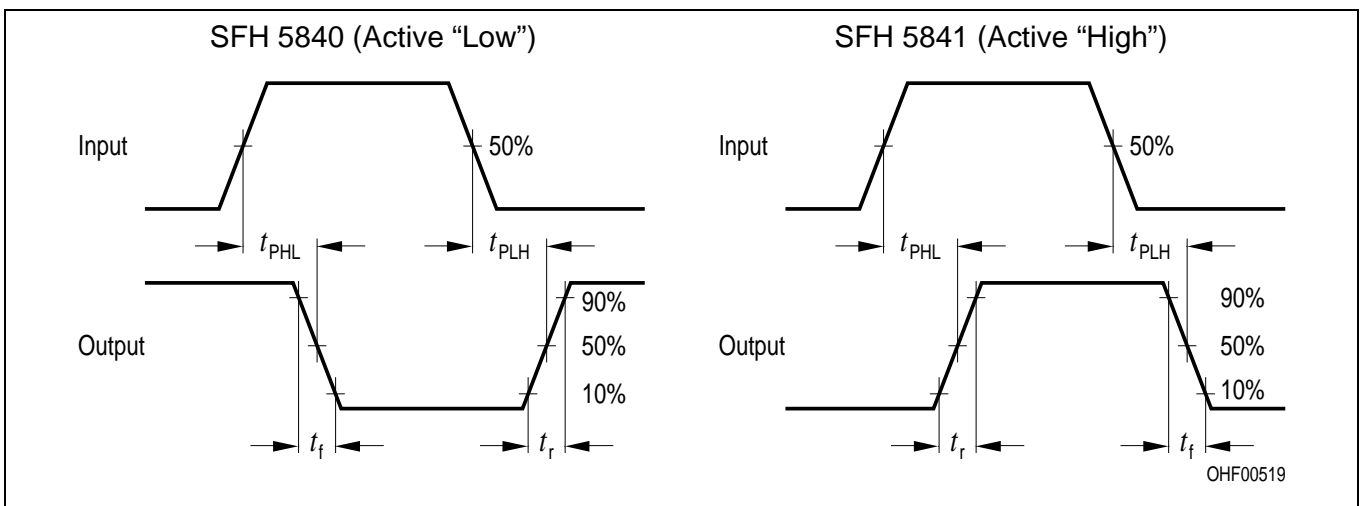 SFH 5840 (Active “Low”)
Input
50%
tPHL
tPLH
Output
90%
50%
10%
tf
tr
SFH 5841 (Active “High”)
Input
50%
tPHL
tPLH
Output
90%
50%
10%
tr
tf
OHF00519